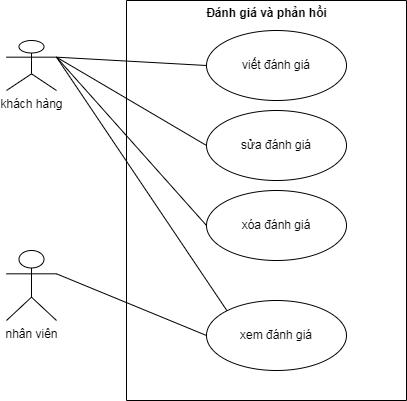 Đánh giá và phản hồi
viết đánh giá
khách hàng
sửa đánh giá
xóa đánh giá
nhân viên
xem đánh giá